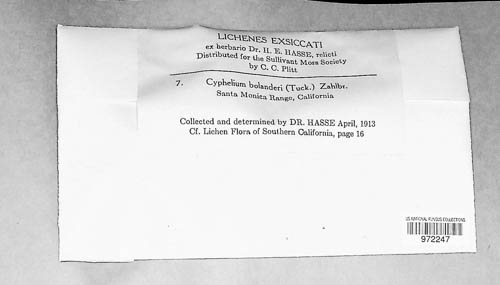 LICHENES EXSICCATI
ex herbario Dr. H. E. HASSE, relicti
Distributed for the Sullivant Moss Society
by C. C. Plitt
7. Cyphelium bolanderi (Tuck.) Zahlbr.
Santa Monica Range, California
Collected and determined by DR. HASSE April, 1913
Cf. Lichen Flora of Southern California, page 16
US NATIONAL FUNGUS COLLECTIONS
972247